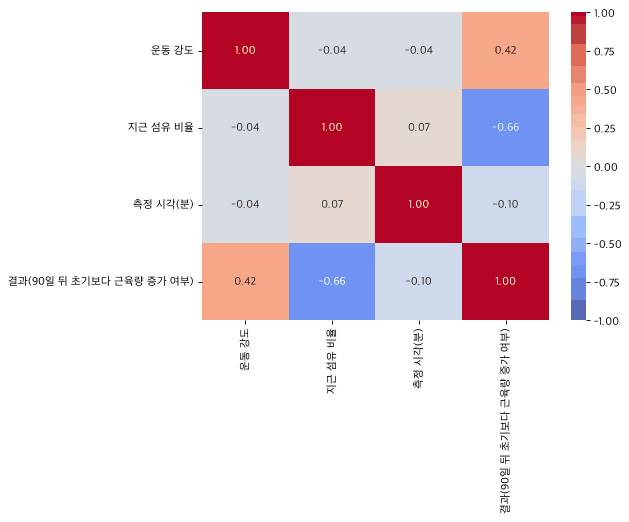 운동 강도
지근 섬유 비율
측정 시각(분)
결과(90일 뒤 초기보다 근육량 증가 여부)
1.00 -0.04 -0.04 0.42
-0.04 1.00 0.07 -0.66
-0.04 0.07 1.00 -0.10
0.42 -0.66 -0.10 1.00
운동 강도
지근 섬유 비율
측정 시각(분)
결과(90일 뒤 초기보다 근육량 증가 여부)
1.00
0.75
0.50
0.25
0.00
-0.25
-0.50
-0.75
-1.00